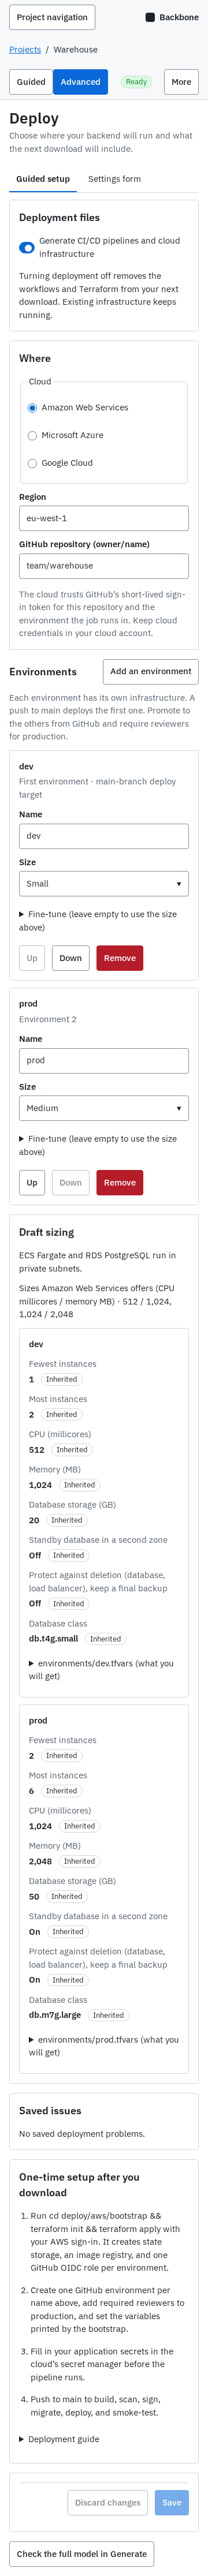 Project navigation
Backbone
Projects / Warehouse
Guided Advanced Ready More
Deploy
Choose where your backend will run and what
the next download will include.
Guided setup Settings form
Deployment files
Generate CI/CD pipelines and cloud
infrastructure
Turning deployment off removes the
workflows and Terraform from your next
download. Existing infrastructure keeps
running.
Where
Cloud
Amazon Web Services
Microsoft Azure
Google Cloud
Region
eu-west-1
GitHub repository (owner/name)
team/warehouse
The cloud trusts GitHub's short-lived sign-
in token for this repository and the
environment the job runs in. Keep cloud
credentials in your cloud account.
Environments Add an environment
Each environment has its own infrastructure. A
push to main deploys the first one. Promote to
the others from GitHub and require reviewers
for production.
dev
First environment · main-branch deploy
target
Name
dev
Size
Small
Fine-tune (leave empty to use the size
above)
Up Down Remove
prod
Environment 2
Name
prod
Size
Medium
Fine-tune (leave empty to use the size
above)
Up Down Remove
Draft sizing
ECS Fargate and RDS PostgreSQL run in
private subnets.
Sizes Amazon Web Services offers (CPU
millicores / memory MB) · 512 / 1,024,
1,024 / 2,048
dev
Fewest instances
1 Inherited
Most instances
2 Inherited
CPU (millicores)
512 Inherited
Memory (MB)
1,024 Inherited
Database storage (GB)
20 Inherited
Standby database in a second zone
Off Inherited
Protect against deletion (database,
load balancer), keep a final backup
Off Inherited
Database class
db.t4g.small Inherited
environments/dev.tfvars (what you
will get)
prod
Fewest instances
2 Inherited
Most instances
6 Inherited
CPU (millicores)
1,024 Inherited
Memory (MB)
2,048 Inherited
Database storage (GB)
50 Inherited
Standby database in a second zone
On Inherited
Protect against deletion (database,
load balancer), keep a final backup
On Inherited
Database class
db.m7g.large Inherited
environments/prod.tfvars (what you
will get)
Saved issues
No saved deployment problems.
One-time setup after you
download
1. Run cd deploy/aws/bootstrap &&
terraform init && terraform apply with
your AWS sign-in. It creates state
storage, an image registry, and one
GitHub OIDC role per environment.
2. Create one GitHub environment per
name above, add required reviewers to
production, and set the variables
printed by the bootstrap.
3. Fill in your application secrets in the
cloud's secret manager before the
pipeline runs.
4. Push to main to build, scan, sign,
migrate, deploy, and smoke-test.
Deployment guide
Discard changes Save
Check the full model in Generate